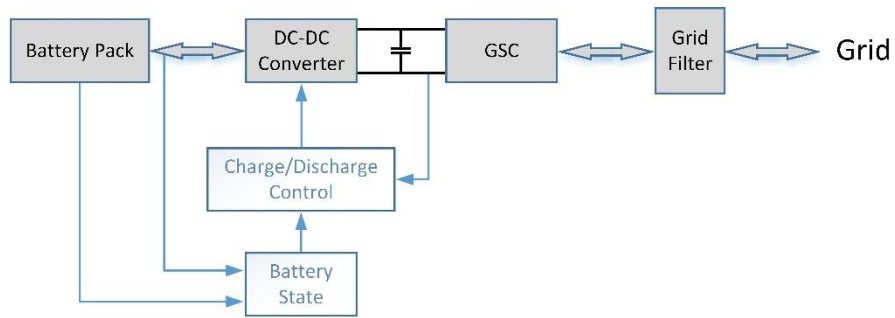 Battery Pack
DC-DC
Converter
GSC
Grid
Filter
Grid
Charge/Discharge
Control
Battery
State